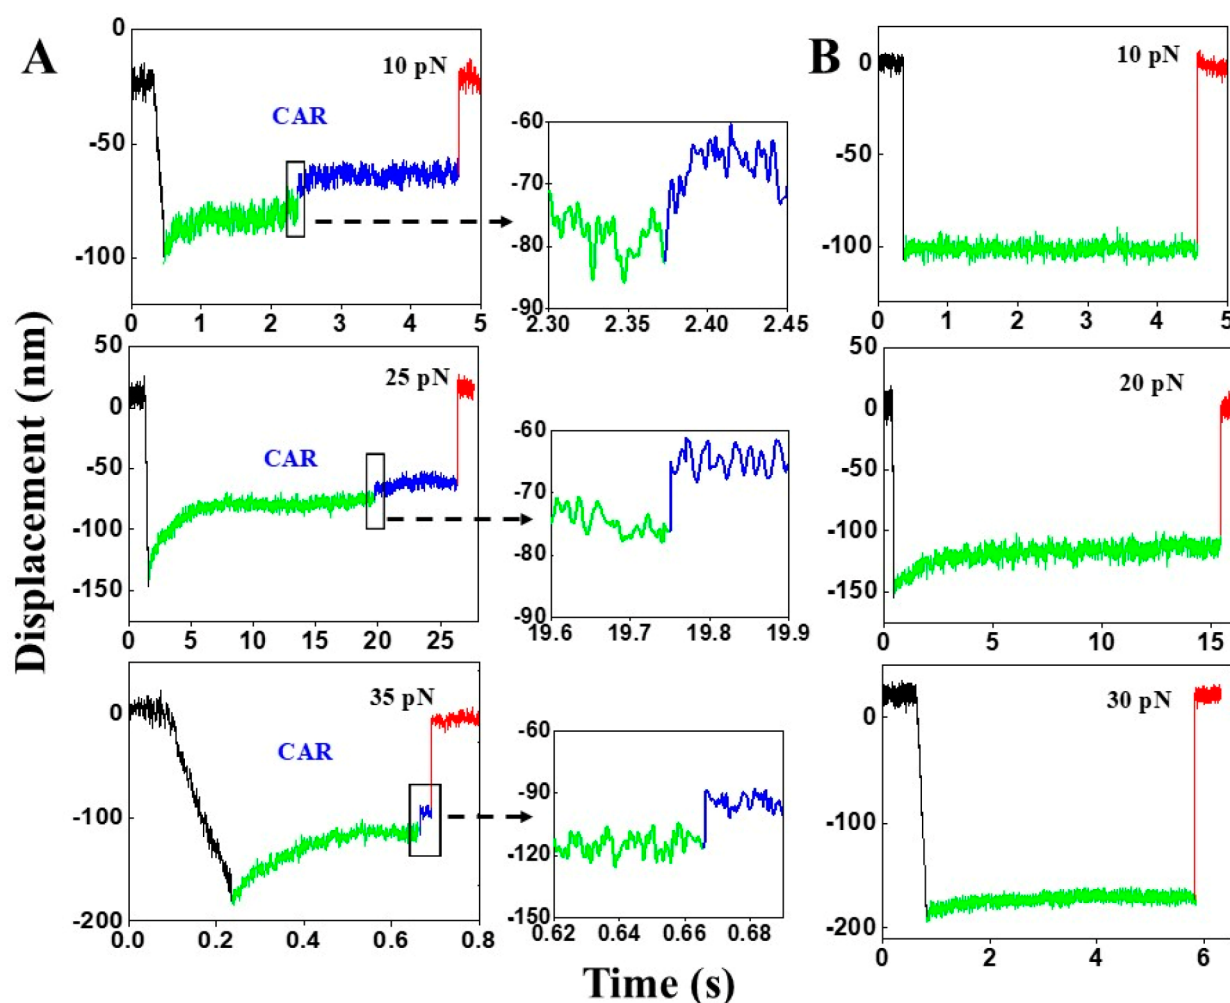 A
B
0
-50
-100
10 pN
CAR
0 1 2 3 4 5
-60
-70
-80
-90
2.30 2.35 2.40 2.45
0
-50
-100
10 pN
0 1 2 3 4 5
Displacement (nm)
50
0
-50
-100
-150
25 pN
CAR
0 5 10 15 20 25
-60
-70
-80
-90
19.6 19.7 19.8 19.9
50
0
-50
-100
-150
20 pN
0 5 10 15
0
-100
-200
35 pN
CAR
0.0 0.2 0.4 0.6 0.8
-60
-90
-120
-150
0.62 0.64 0.66 0.68
0
-100
-200
30 pN
0 2 4 6
Time (s)